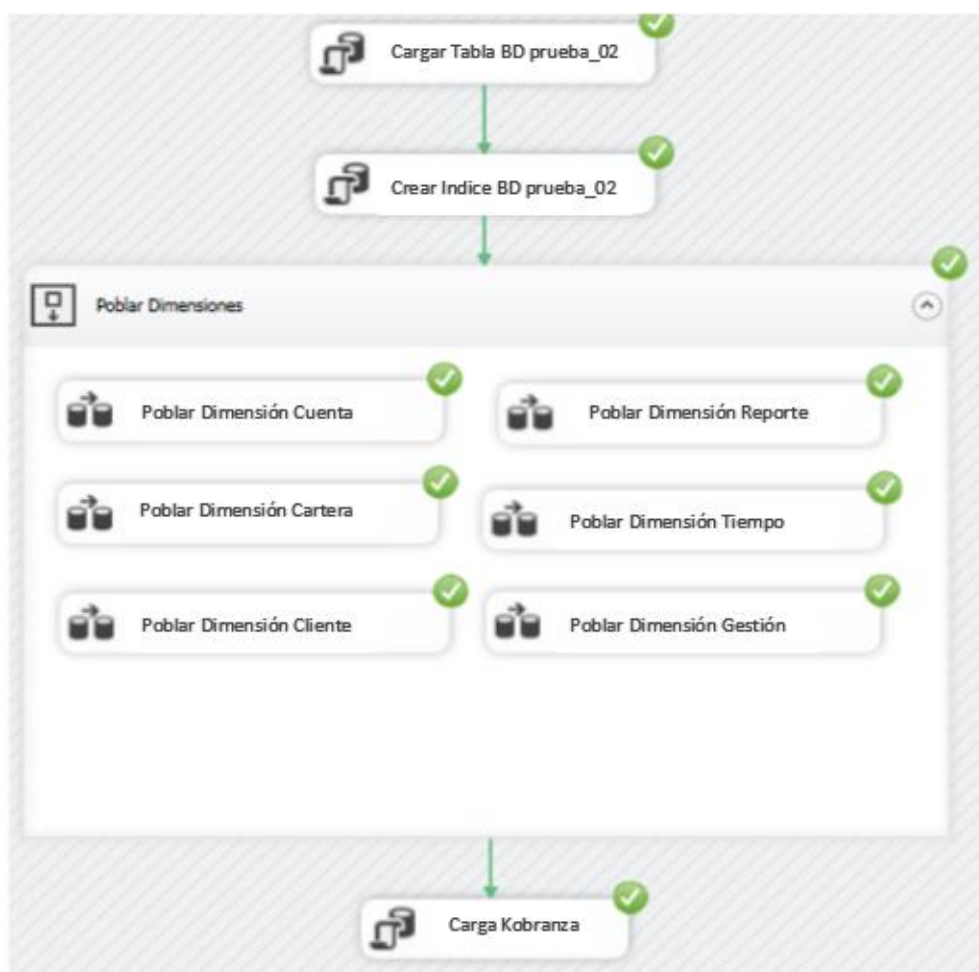 Cargar Tabla BD prueba_02
Crear Indice BD prueba_02
Poblar Dimensiones
Poblar Dimensión Cuenta
Poblar Dimensión Reporte
Poblar Dimensión Cartera
Poblar Dimensión Tiempo
Poblar Dimensión Cliente
Poblar Dimensión Gestión
Carga Kobranza